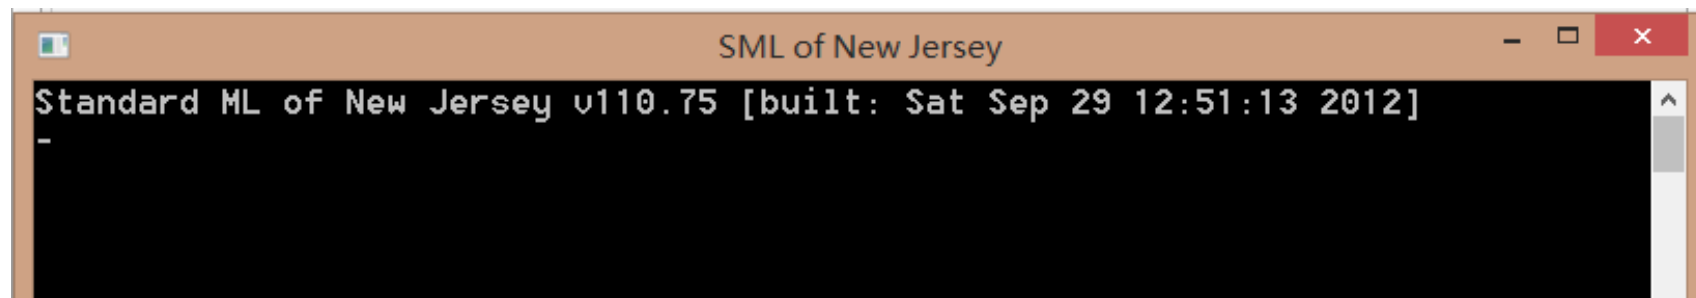 SML of New Jersey
Standard ML of New Jersey v110.75 [built: Sat Sep 29 12:51:13 2012]
-